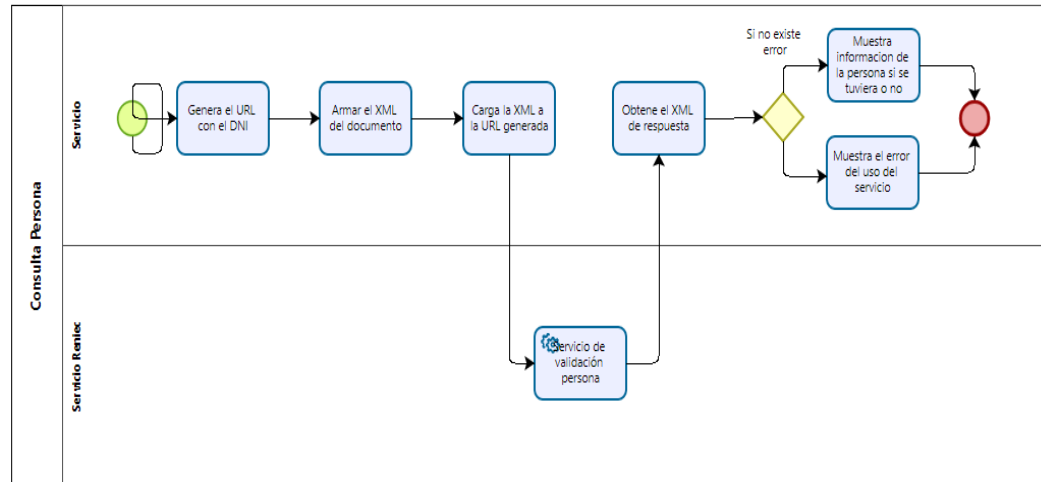 Consulta Persona
Servicio
Genera el URL
con el DNI
Armar el XML
del documento
Carga la XML a
la URL generada
Obtene el XML
de respuesta
Si no existe
error
Muestra
informacion de
la persona si se
tuviera o no
Muestra el error
del uso del
servicio
Servicio Reniec
Servicio de
validación
persona